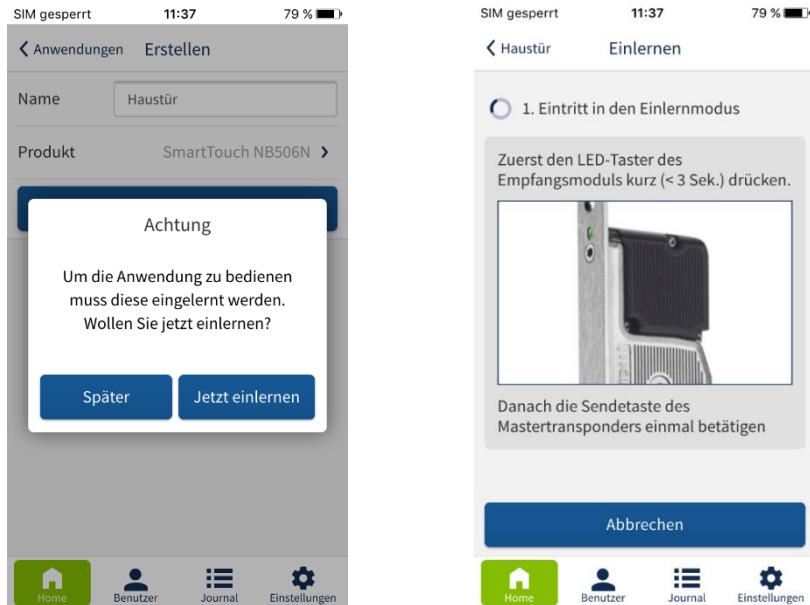 SIM gesperrt 11:37 79 %
Anwendungen Erstellen
Name Haustür
Produkt SmartTouch NB506N
Achtung
Um die Anwendung zu bedienen
muss diese eingelernt werden.
Wollen Sie jetzt einlernen?
Später Jetzt einlernen
Home Benutzer Journal Einstellungen
SIM gesperrt 11:37 79 %
Haustür Einlernen
1. Eintritt in den Einlernmodus
Zuerst den LED-Taster des
Empfangsmoduls kurz (< 3 Sek.) drücken.
Danach die Sendetaste des
Mastertransponders einmal betätigen
Abbrechen
Home Benutzer Journal Einstellungen